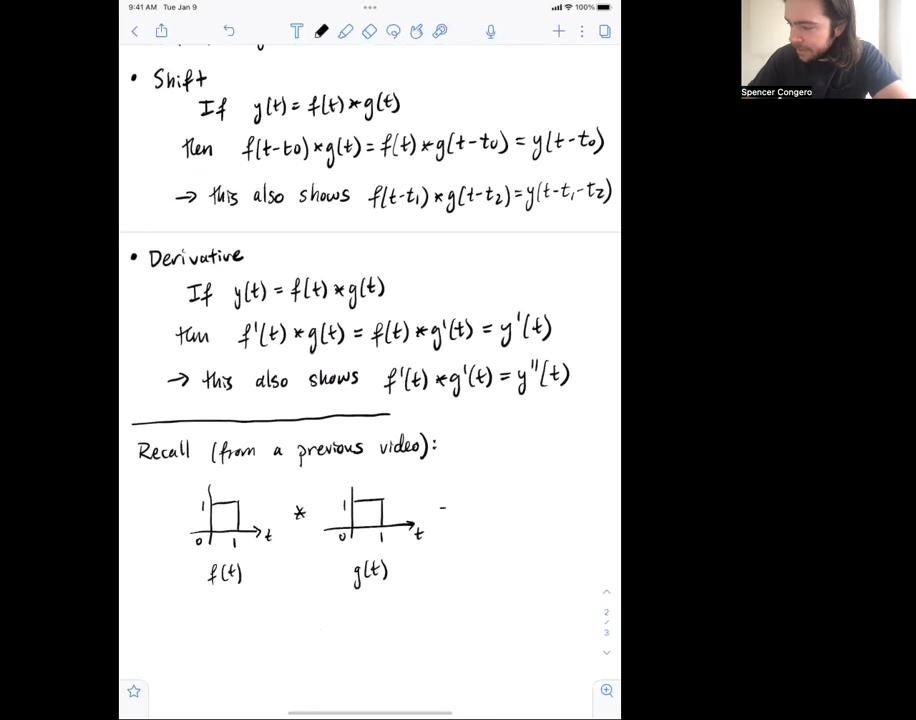 9:41 AM Tue Jan 9
100%
• Shift
If y(t) = f(t) * g(t)
then f(t-t0) * g(t) = f(t) * g(t-t0) = y(t-t0)
→ this also shows f(t-t1) * g(t-t2) = y(t-t1-t2)
• Derivative
If y(t) = f(t) * g(t)
then f'(t) * g(t) = f(t) * g'(t) = y'(t)
→ this also shows f'(t) * g'(t) = y''(t)
Recall (from a previous video):
1 * 1 -
0 1 t 0 1 t
f(t) g(t)
2
/
3
Spencer Congero